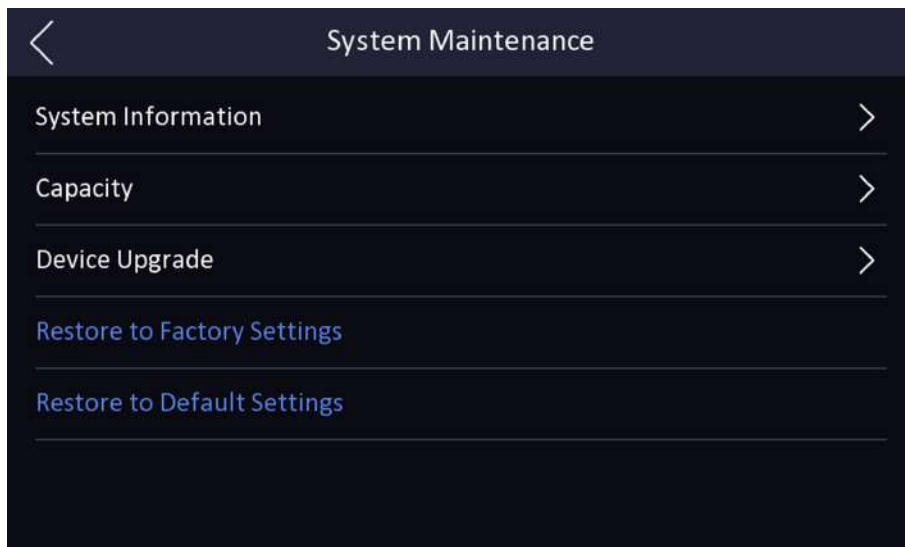 System Maintenance
System Information
Capacity
Device Upgrade
Restore to Factory Settings
Restore to Default Settings